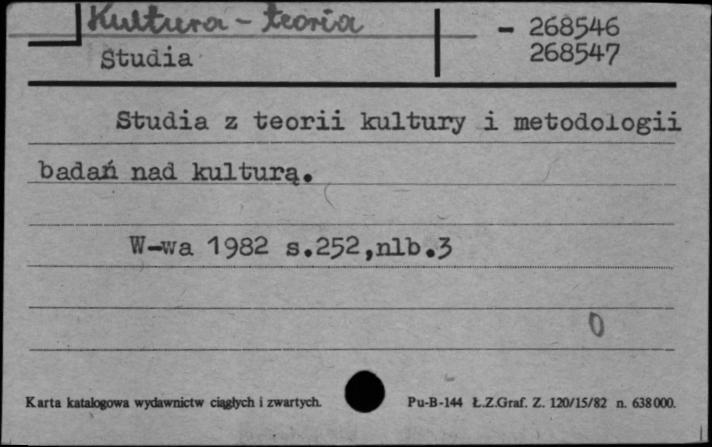 Kultura - teoria
- 268546
Studia
268547
Studia z teorii kultury i metodologii
badań nad kulturą.
W-wa 1982 s.252,nlb.3
0
Karta katalogowa wydawnictw ciągłych i zwartych.
Pu-B-144 Ł.Z.Graf. Z. 120/15/82 n. 638000.